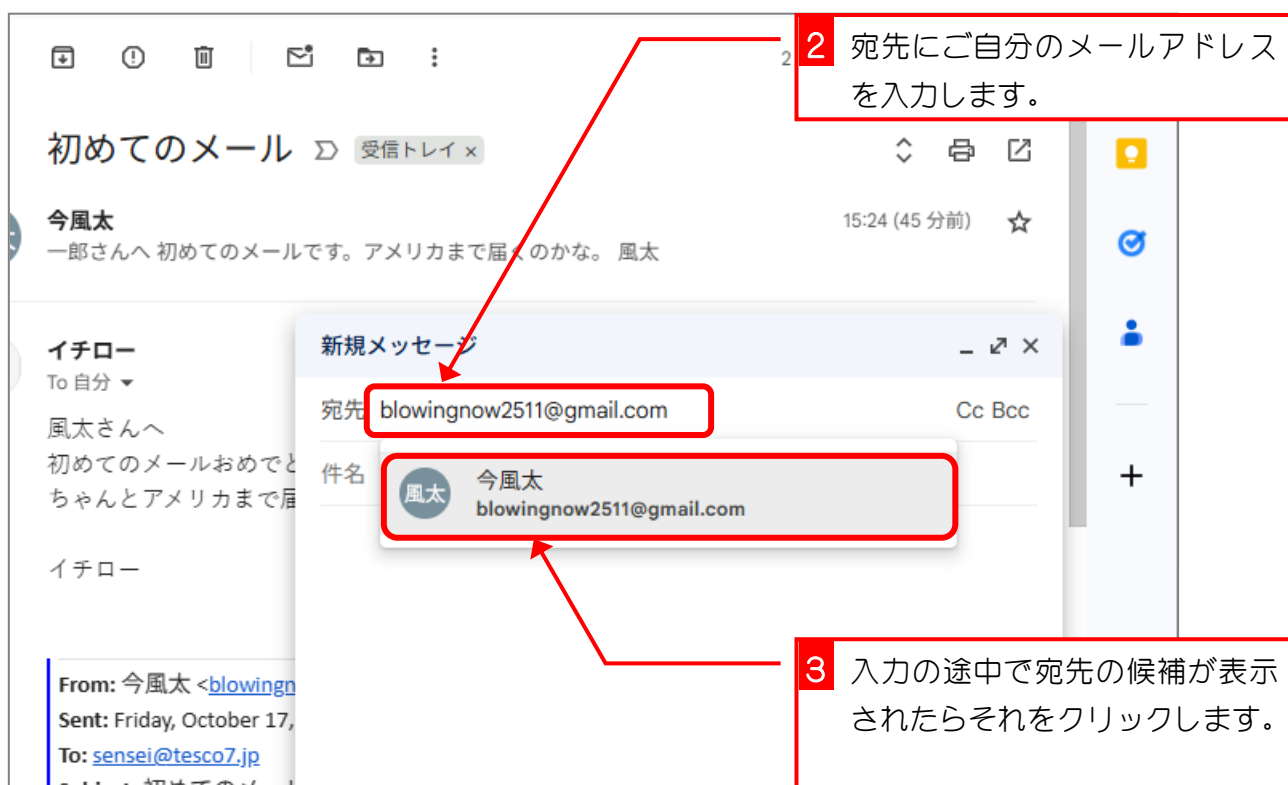 2 宛先にご自分のメールアドレス
を入力します。
2
初めてのメール 受信トレイ ×
今風太
15:24 (45 分前)
一郎さんへ 初めてのメールです。アメリカまで届くのかな。 風太
新規メッセージ
イチロー
To 自分
宛先 blowingnow2511@gmail.com Cc Bcc
風太さんへ
初めてのメールおめでと
件名
風太 今風太
blowingnow2511@gmail.com
ちゃんとアメリカまで届
イチロー
3 入力の途中で宛先の候補が表示
されたらそれをクリックします。
From: 今風太 <blowingn
Sent: Friday, October 17,
To: sensei@tesco7.jp